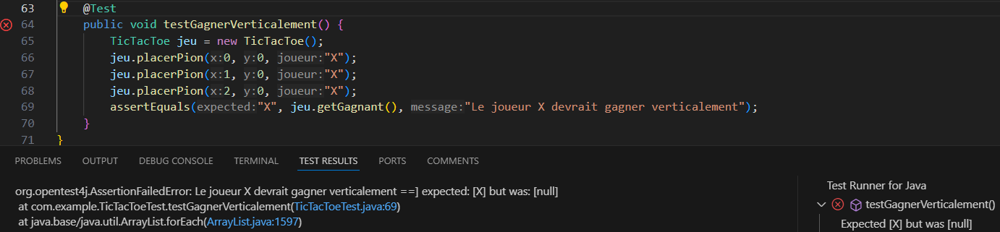 63 @Test
64 public void testGagnerVerticalement() {
65 TicTacToe jeu = new TicTacToe();
66 jeu.placerPion(x:0, y:0, joueur:"X");
67 jeu.placerPion(x:1, y:0, joueur:"X");
68 jeu.placerPion(x:2, y:0, joueur:"X");
69 assertEquals(expected:"X", jeu.getGagnant(), message:"Le joueur X devrait gagner verticalement");
70 }
71 }
PROBLEMS OUTPUT DEBUG CONSOLE TERMINAL TEST RESULTS PORTS COMMENTS
org.opentest4j.AssertionFailedError: Le joueur X devrait gagner verticalement ==] expected: [X] but was: [null]
at com.example.TicTacToeTest.testGagnerVerticalement(TicTacToeTest.java:69)
at java.base/java.util.ArrayList.forEach(ArrayList.java:1597)
Test Runner for Java
testGagnerVerticalement()
Expected [X] but was [null]